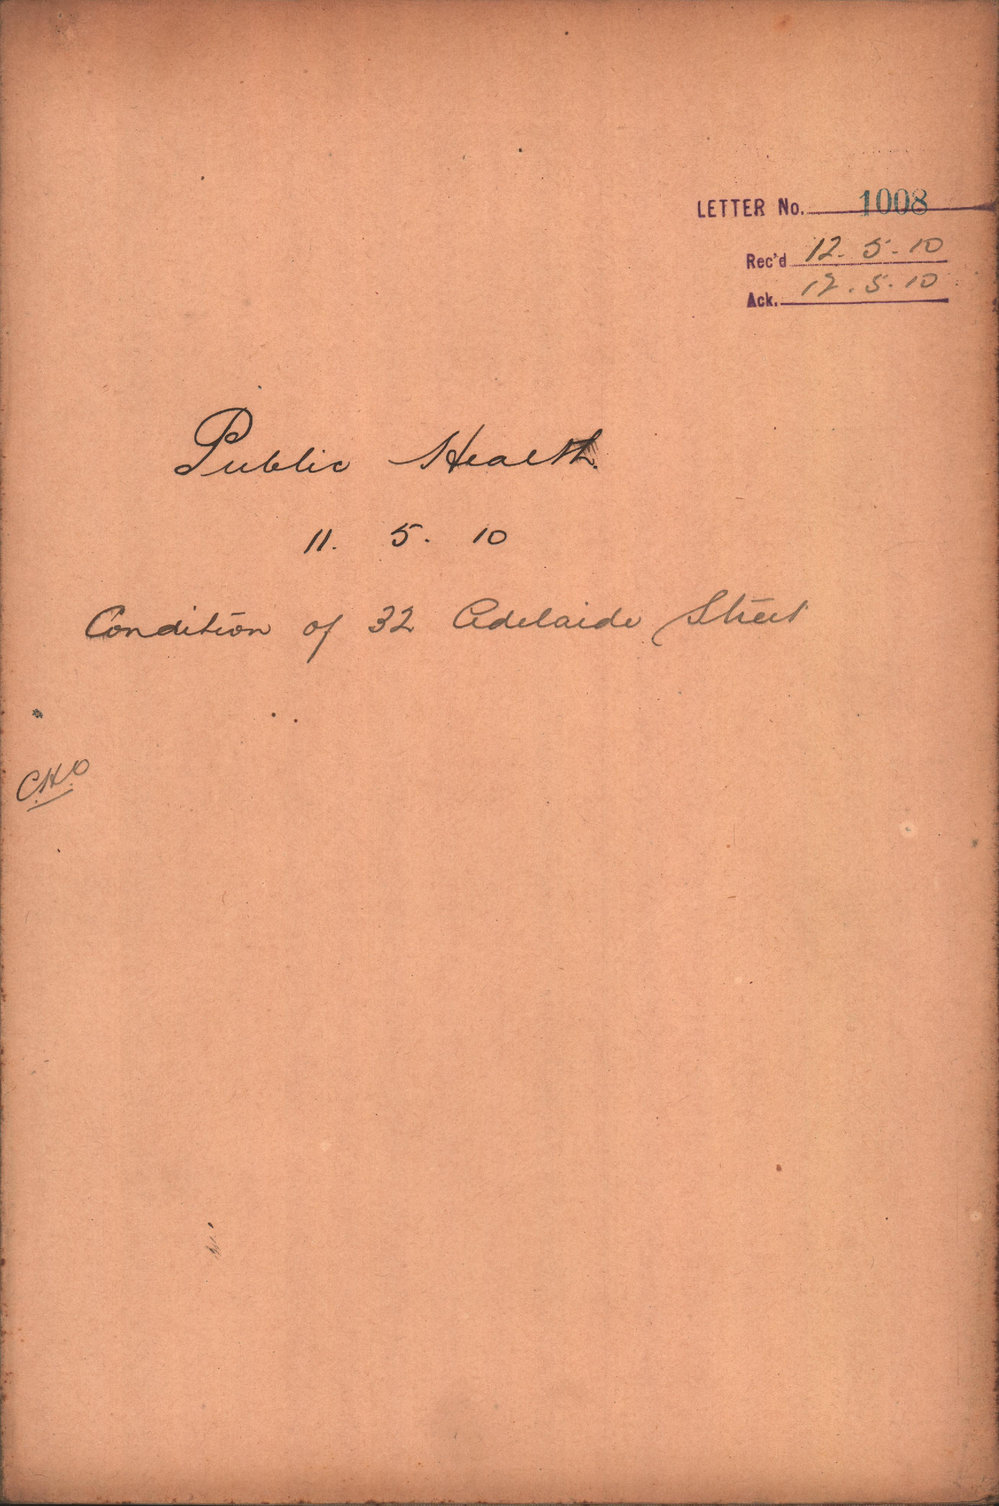 LETTER No. 1008
Rec'd 12. 5. 10
Ack. 12. 5. 10
Public Health.
11. 5. 10
Condition of 32 Adelaide Street
C.H.O